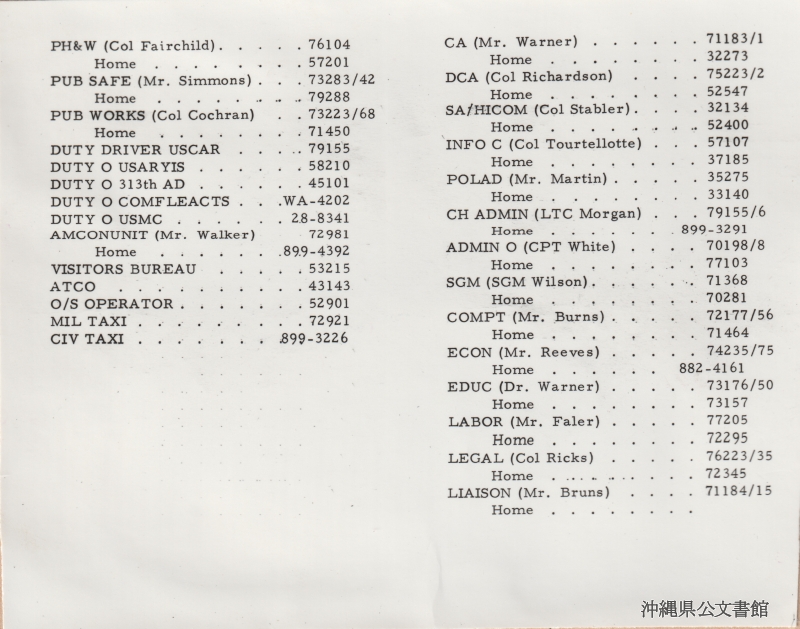 PH&W (Col Fairchild). . . . . 76104
Home . . . . . . . 57201
PUB SAFE (Mr. Simmons) . . . 73283/42
Home . . . . . . . . 79288
PUB WORKS (Col Cochran) . . 73223/68
Home . . . . . . . . 71450
DUTY DRIVER USCAR . . . . 79155
DUTY O USARYIS . . . . . . 58210
DUTY O 313th AD . . . . . . 45101
DUTY O COMFLEACTS . . .WA-4202
DUTY O USMC . . . . . . 28-8341
AMCONUNIT (Mr. Walker) 72981
Home . . . . . . .899-4392
VISITORS BUREAU . . . . . 53215
ATCO . . . . . . . . . 43143
O/S OPERATOR . . . . . . . 52901
MIL TAXI . . . . . . . . . 72921
CIV TAXI . . . . . . . .899-3226
CA (Mr. Warner) . . . . . . 71183/1
Home . . . . . . . . 32273
DCA (Col Richardson) . . . . 75223/2
Home . . . . . . . . 52547
SA/HICOM (Col Stabler). . . . 32134
Home . . . . . . . . 52400
INFO C (Col Tourtellotte) . . . 57107
Home . . . . . . . . 37185
POLAD (Mr. Martin) . . . . . 35275
Home . . . . . . . . 33140
CH ADMIN (LTC Morgan) . . . 79155/6
Home . . . . . . . 899-3291
ADMIN O (CPT White) . . . . 70198/8
Home . . . . . . . . 77103
SGM (SGM Wilson). . . . . . 71368
Home . . . . . . . . 70281
COMPT (Mr. Burns) . . . . . 72177/56
Home . . . . . . . . 71464
ECON (Mr. Reeves) . . . . . 74235/75
Home . . . . . . 882-4161
EDUC (Dr. Warner) . . . . . 73176/50
Home . . . . . . . . 73157
LABOR (Mr. Faler) . . . . . 77205
Home . . . . . . . . 72295
LEGAL (Col Ricks) . . . . . 76223/35
Home . . . . . . . . 72345
LIAISON (Mr. Bruns) . . . . 71184/15
Home . . . . . . . .
沖縄県公文書館